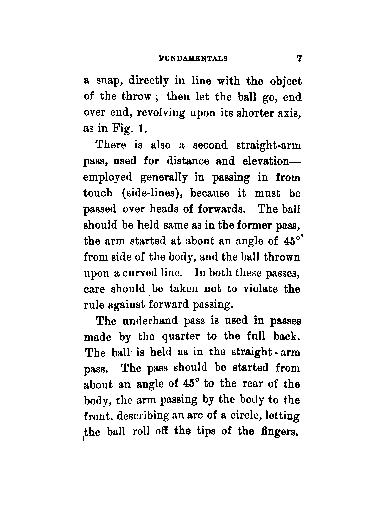 FUNDAMENTALS 7
a snap, directly in line with the object
of the throw; then let the ball go, end
over end, revolving upon its shorter axis,
as in Fig. 1.
There is also a second straight-arm
pass, used for distance and elevation—
employed generally in passing in from
touch (side-lines), because it must be
passed over heads of forwards. The ball
should be held same as in the former pass,
the arm started at about an angle of 45°
from side of the body, and the ball thrown
upon a curved line. In both these passes,
care should be taken not to violate the
rule against forward passing.
The underhand pass is used in passes
made by the quarter to the full back.
The ball is held as in the straight-arm
pass. The pass should be started from
about an angle of 45° to the rear of the
body, the arm passing by the body to the
front, describing an arc of a circle, letting
the ball roll off the tips of the fingers.